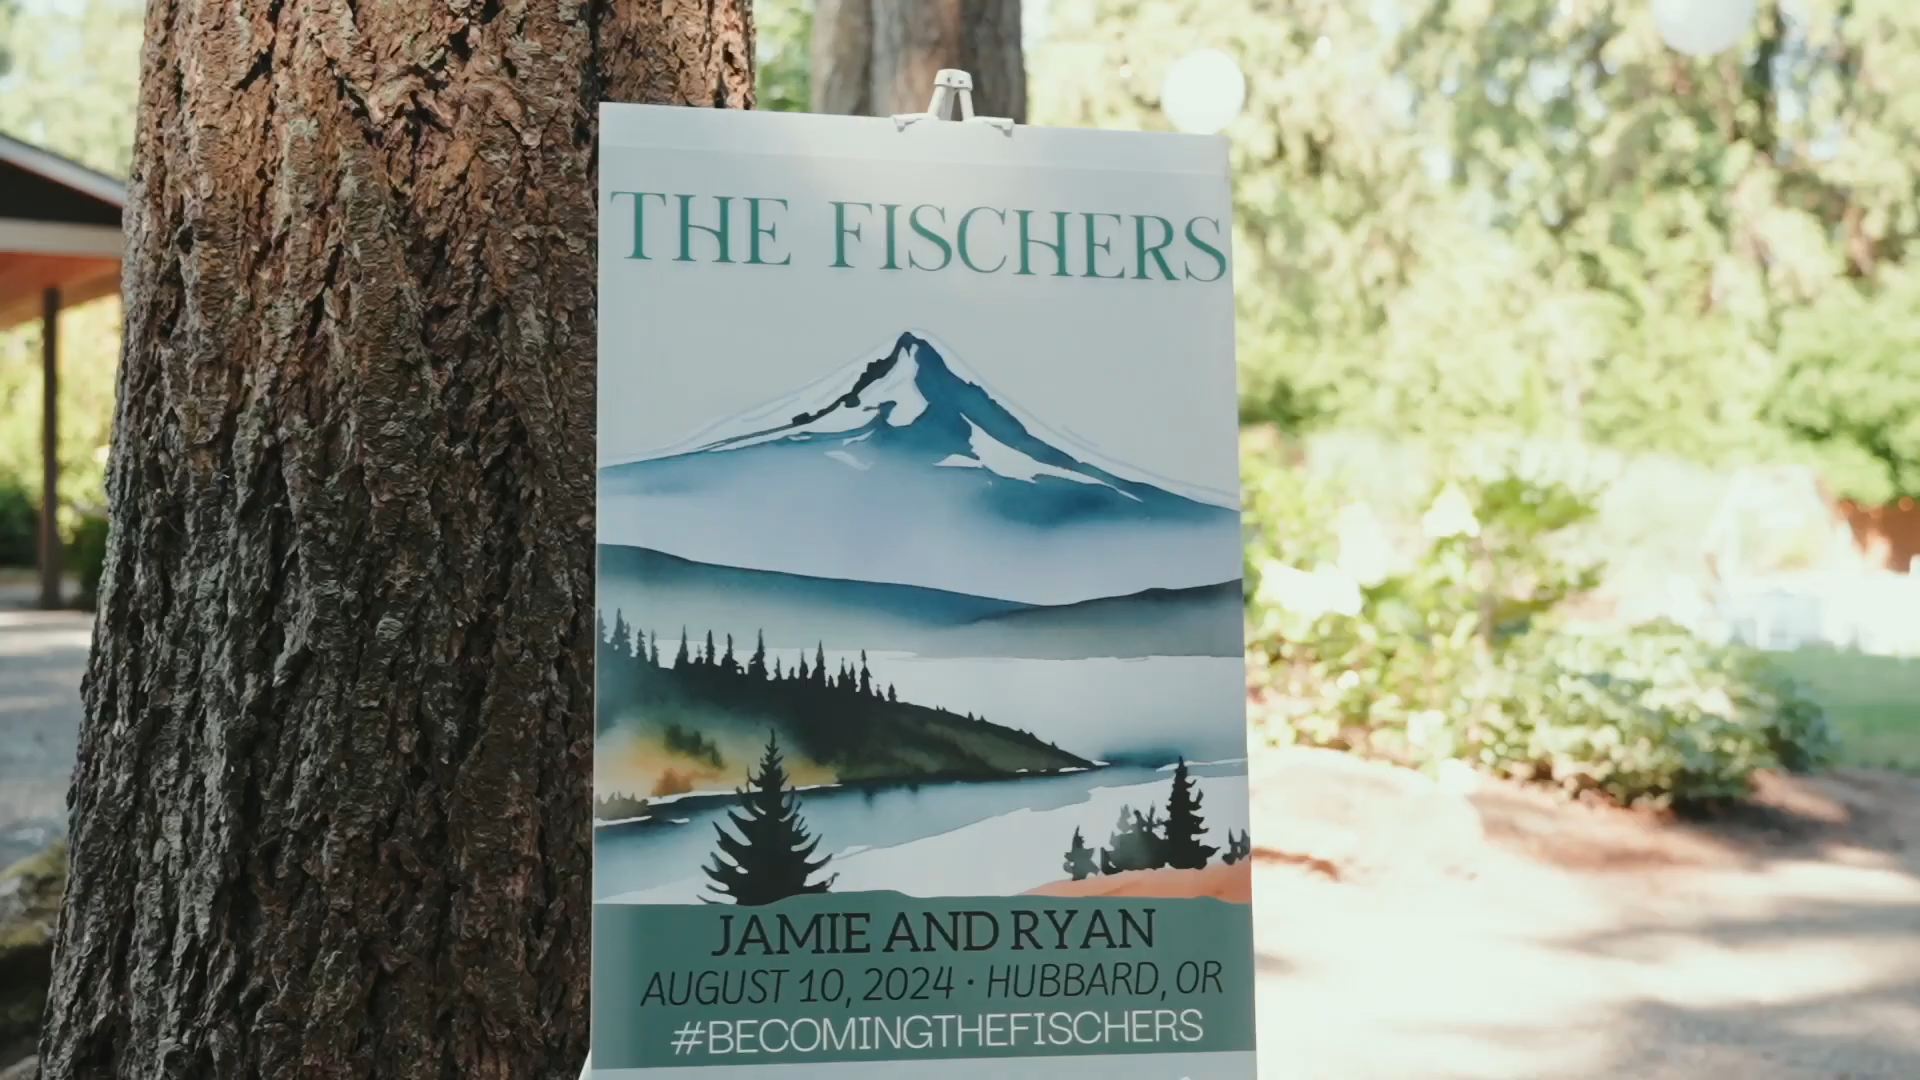 THE FISCHERS
JAMIE AND RYAN
AUGUST 10, 2024 · HUBBARD, OR
#BECOMINGTHEFISCHERS